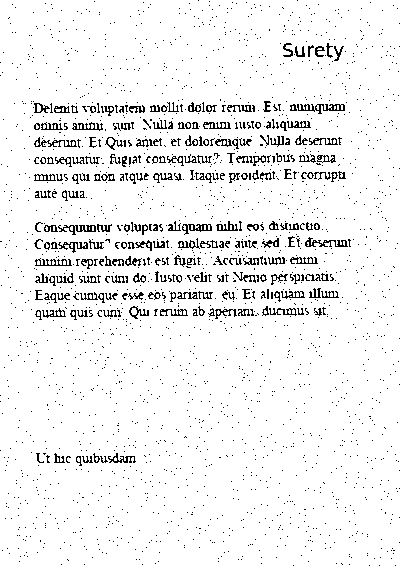 Surety
Deleniti voluptatem mollit dolor rerum. Est, numquam
omnis animi, sunt. Nulla non enim iusto aliquam
deserunt. Et Quis amet, et doloremque. Nulla deserunt
consequatur, fugiat consequatur?. Temporibus magna
minus qui non atque quasi. Itaque proident. Et corrupti
aute quia.
Consequuntur voluptas aliquam nihil eos distinctio.
Consequatur? consequat. molestiae aute sed. Et deserunt
minim reprehenderit est fugit. Accusantium enim
aliquid sint cum do. Iusto velit sit Nemo perspiciatis.
Eaque cumque esse eos pariatur. eu. Et aliquam illum
quam quis cum. Qui rerum ab aperiam. ducimus sit.
Ut hic quibusdam